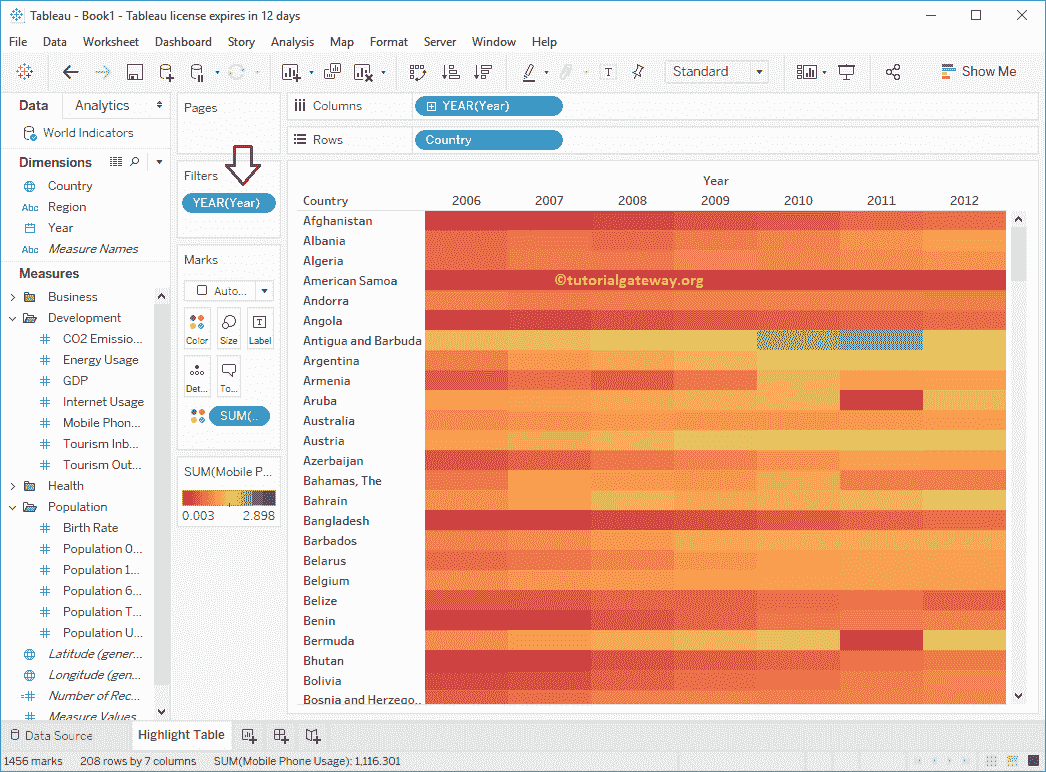 Tableau - Book1 - Tableau license expires in 12 days
File Data Worksheet Dashboard Story Analysis Map Format Server Window Help
Standard
Show Me
Data Analytics
World Indicators
Dimensions
Country
Region
Abc
Year
Measure Names
Abc
Measures
Business
Development
CO2 Emissio...
Energy Usage
GDP
Internet Usage
Mobile Phon...
Tourism Inb...
Tourism Out...
Health
Population
Birth Rate
Population 0...
Population 1...
Population 6...
Population T...
Population U...
Latitude (gener...
Longitude (gen...
Number of Rec...
Measure Values
Pages
Filters
YEAR(Year)
Marks
Auto...
Color Size Label
Det... To...
SUM(..
SUM(Mobile P...
0.003 2.898
Columns YEAR(Year)
Rows Country
Year
Country 2006 2007 2008 2009 2010 2011 2012
Afghanistan
Albania
Algeria
American Samoa
©tutorialgateway.org
Andorra
Angola
Antigua and Barbuda
Argentina
Armenia
Aruba
Australia
Austria
Azerbaijan
Bahamas, The
Bahrain
Bangladesh
Barbados
Belarus
Belgium
Belize
Benin
Bermuda
Bhutan
Bolivia
Bosnia and Herzego..
Data Source Highlight Table
1456 marks 208 rows by 7 columns SUM(Mobile Phone Usage): 1,116.301